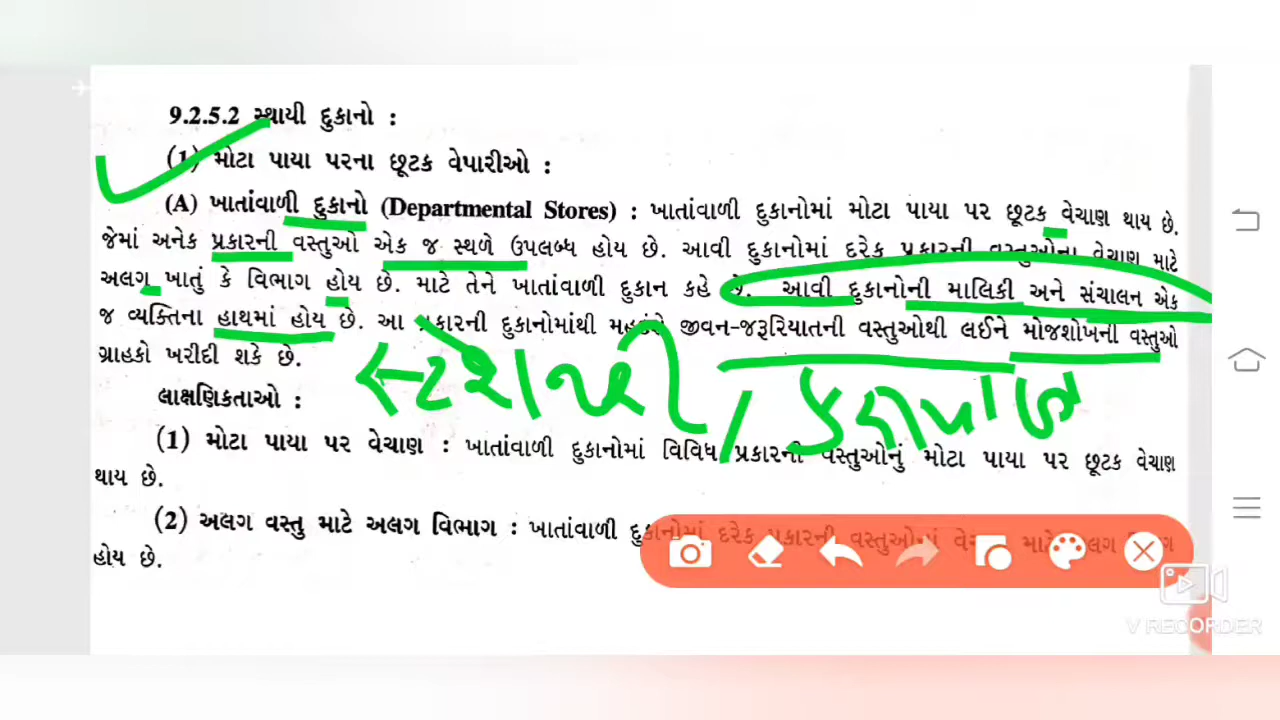 9.2.5.2 સ્થાયી દુકાનો :
(1) મોટા પાયા પરના છૂટક વેપારીઓ :
(A) ખાતાંવાળી દુકાનો (Departmental Stores) : ખાતાંવાળી દુકાનોમાં મોટા પાયા પર છૂટક વેચાણ થાય છે.
જેમાં અનેક પ્રકારની વસ્તુઓ એક જ સ્થળે ઉપલબ્ધ હોય છે. આવી દુકાનોમાં દરેક પ્રકારની વસ્તુઓના વેચાણ માટે
અલગ ખાતું કે વિભાગ હોય છે. માટે તેને ખાતાંવાળી દુકાન કહે છે. આવી દુકાનોની માલિકી અને સંચાલન એક
જ વ્યક્તિના હાથમાં હોય છે. આ પ્રકારની દુકાનોમાંથી જીવન-જરૂરિયાતની વસ્તુઓથી લઈને મોજશોખની વસ્તુઓ
ગ્રાહકો ખરીદી શકે છે.
સ્ટેશનરી,
લાક્ષણિકતાઓ :
(1) મોટા પાયા પર વેચાણ : ખાતાંવાળી દુકાનોમાં વિવિધ પ્રકારની વસ્તુઓનું મોટા પાયા પર છૂટક વેચાણ
થાય છે.
(2) અલગ વસ્તુ માટે અલગ વિભાગ : ખાતાંવાળી દુકાનોમાં દરેક પ્રકારની વસ્તુઓના માટે અલગ
હોય છે.
V RECORDER